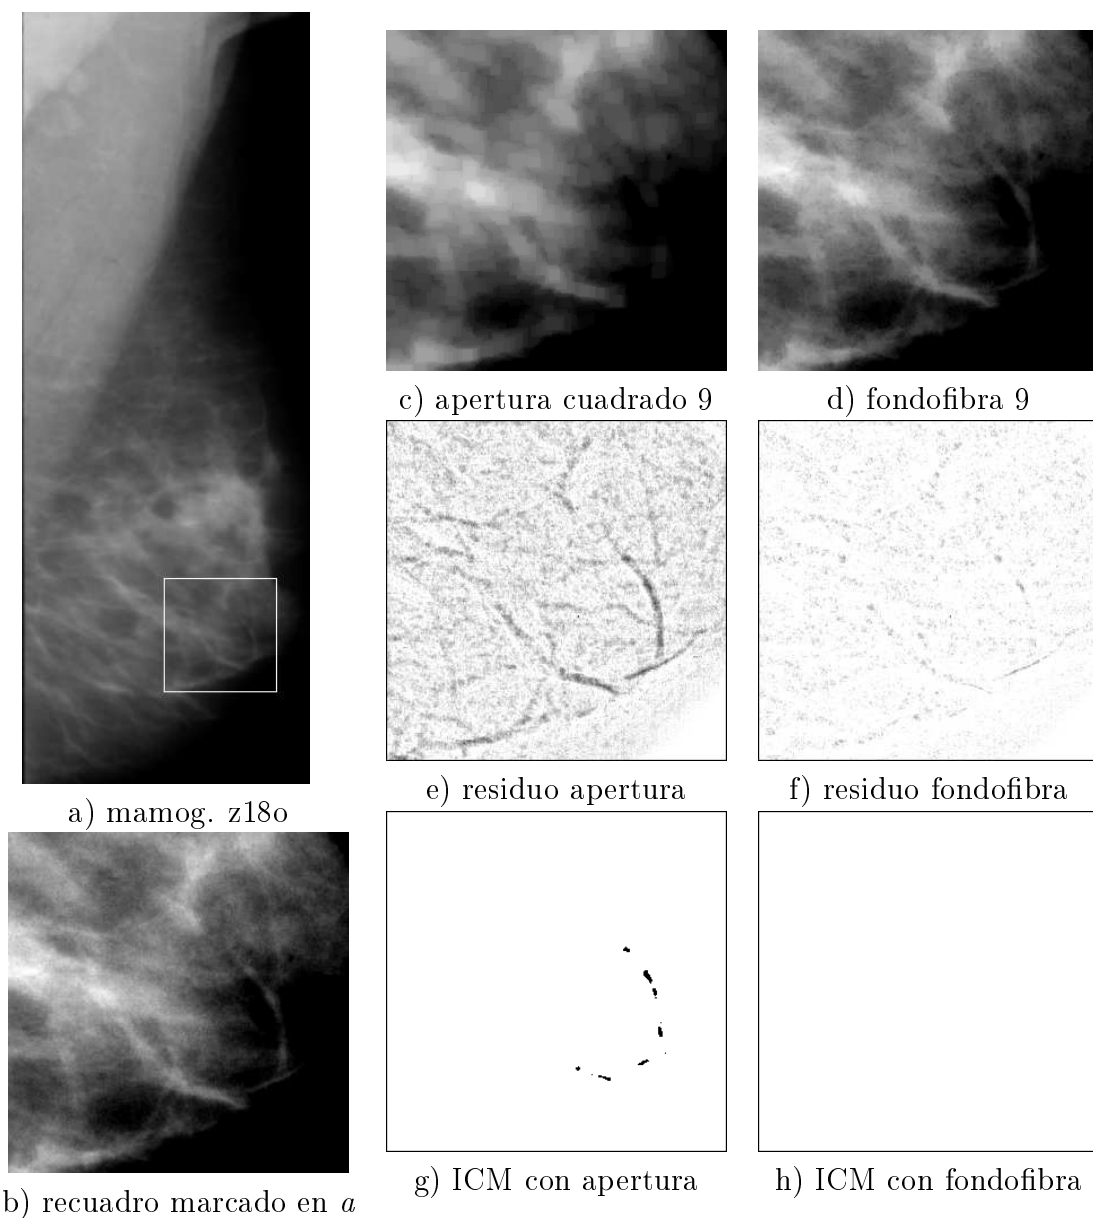 a) mamog. z18o
b) recuadro marcado en a
c) apertura cuadrado 9
d) fondofibra 9
e) residuo apertura
f) residuo fondofibra
g) ICM con apertura
h) ICM con fondofibra